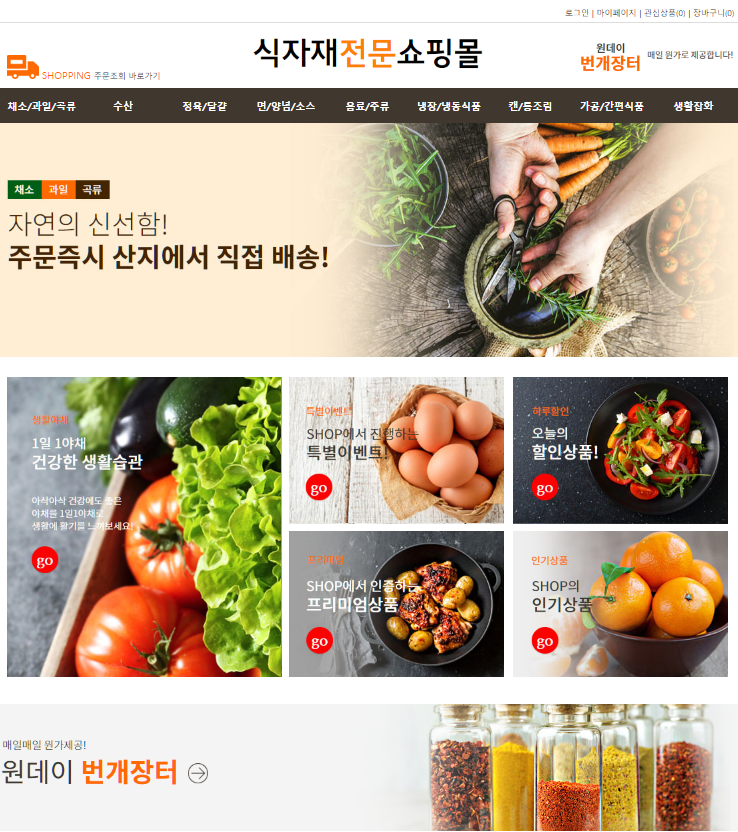 로그인 | 마이페이지 | 관심상품(0) | 장바구니(0)
식자재전문쇼핑몰
원데이
번개장터
매일 원가로 제공합니다!
SHOPPING 주문조회 바로가기
채소/과일/곡류 수산 정육/달걀 면/양념/소스 음료/주류 냉장/냉동식품 캔/통조림 가공/간편식품 생활잡화
채소 과일 곡류
자연의 신선함!
주문즉시 산지에서 직접 배송!
생활야채
1일 1야채
건강한 생활습관
아삭아삭 건강에도 좋은
야채를 1일1야채로
생활에 활기를 느껴보세요!
go
특별이벤트
SHOP에서 진행하는
특별이벤트!
go
하루할인
오늘의
할인상품!
go
프리미엄
SHOP에서 인증하는
프리미엄상품
go
인기상품
SHOP의
인기상품
go
매일매일 원가세공!
원데이 번개장터